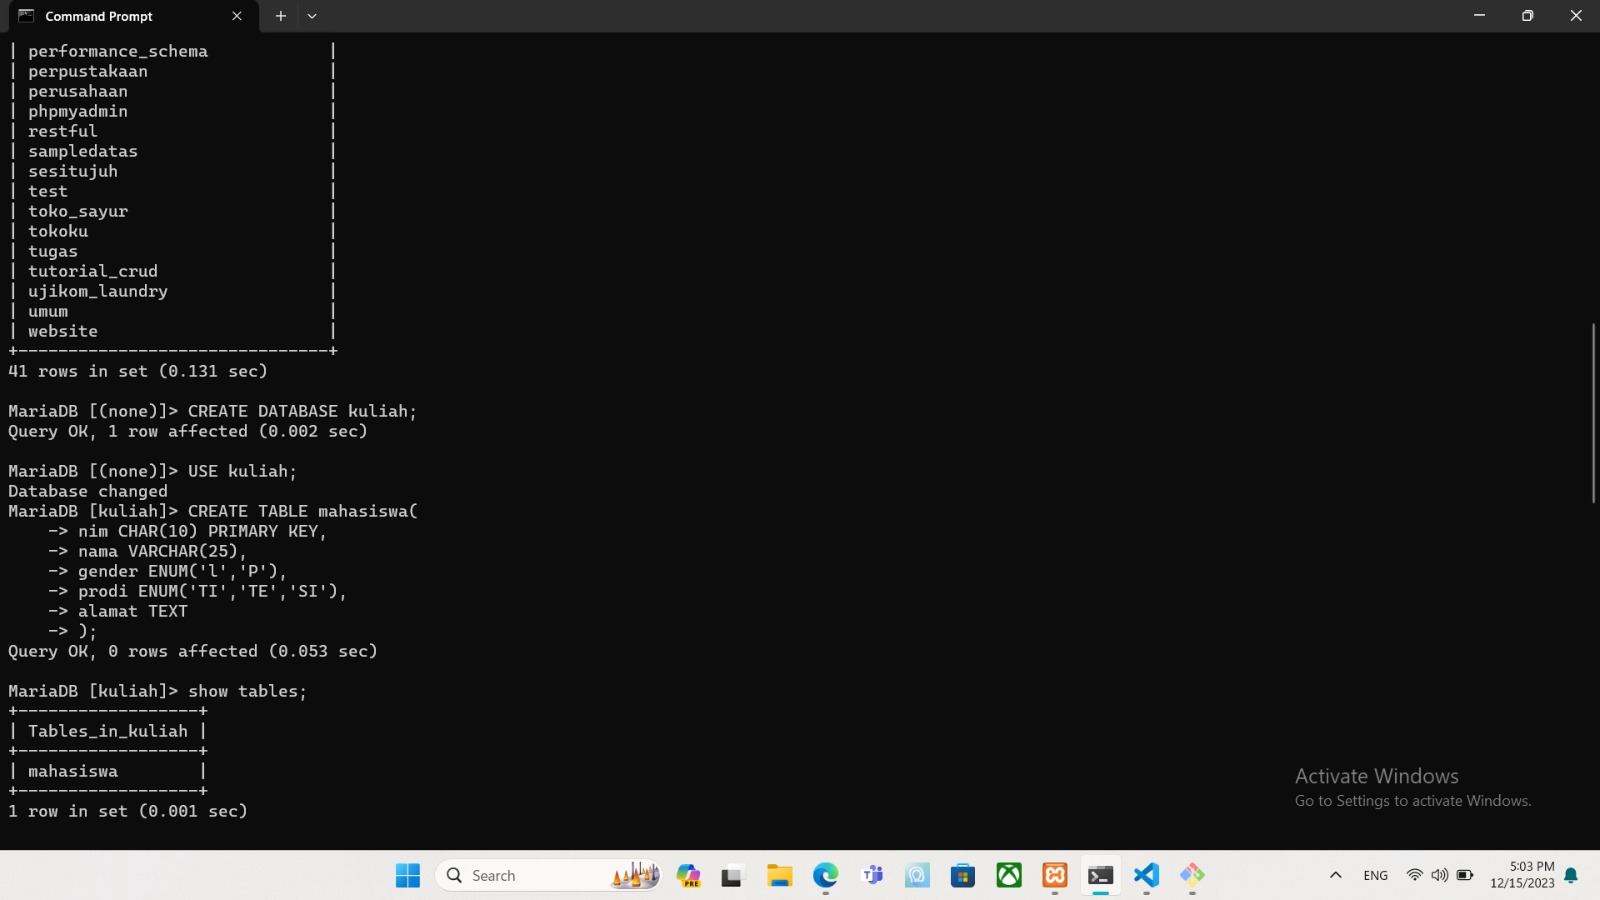 Command Prompt
| performance_schema |
| perpustakaan |
| perusahaan |
| phpmyadmin |
| restful |
| sampledatas |
| sesitujuh |
| test |
| toko_sayur |
| tokoku |
| tugas |
| tutorial_crud |
| ujikom_laundry |
| umum |
| website |
+-------------------------------+
41 rows in set (0.131 sec)
MariaDB [(none)]> CREATE DATABASE kuliah;
Query OK, 1 row affected (0.002 sec)
MariaDB [(none)]> USE kuliah;
Database changed
MariaDB [kuliah]> CREATE TABLE mahasiswa(
-> nim CHAR(10) PRIMARY KEY,
-> nama VARCHAR(25),
-> gender ENUM('l','P'),
-> prodi ENUM('TI','TE','SI'),
-> alamat TEXT
-> );
Query OK, 0 rows affected (0.053 sec)
MariaDB [kuliah]> show tables;
+------------------+
| Tables_in_kuliah |
+------------------+
| mahasiswa |
+------------------+
1 row in set (0.001 sec)
Activate Windows
Go to Settings to activate Windows.
Search
PRE
ENG
5:03 PM
12/15/2023